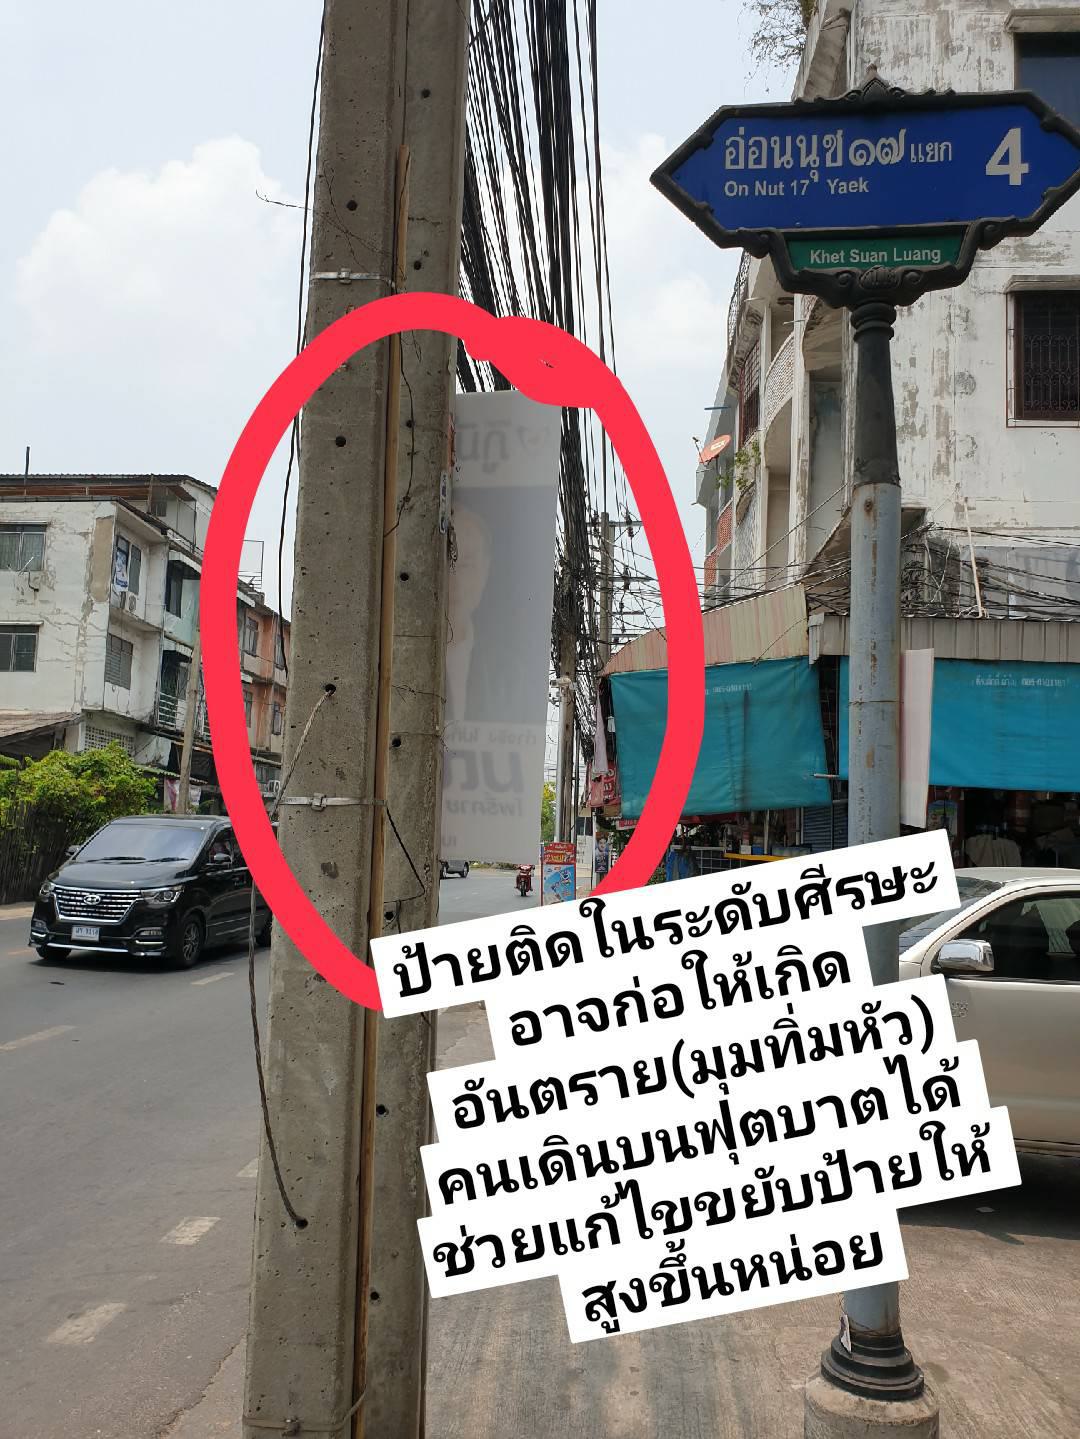 อ่อนนุช๑๗ แยก 4
On Nut 17 Yaek
Khet Suan Luang
ป้ายติดในระดับศีรษะ
อาจก่อให้เกิด
อันตราย(มุมทิ่มหัว)
คนเดินบนฟุตบาตได้
ช่วยแก้ไขขยับป้ายให้
สูงขึ้นหน่อย